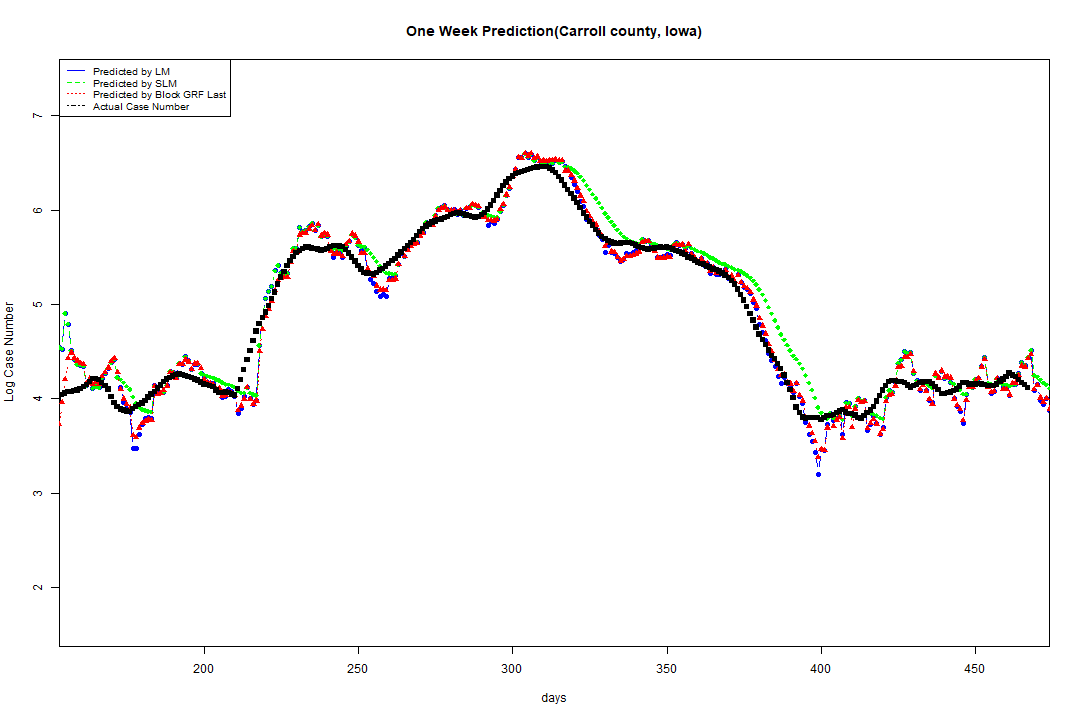 One Week Prediction(Carroll county, Iowa)
Predicted by LM
Predicted by SLM
Predicted by Block GRF Last
Actual Case Number
Log Case Number
7
6
5
4
3
2
200 250 300 350 400 450
days